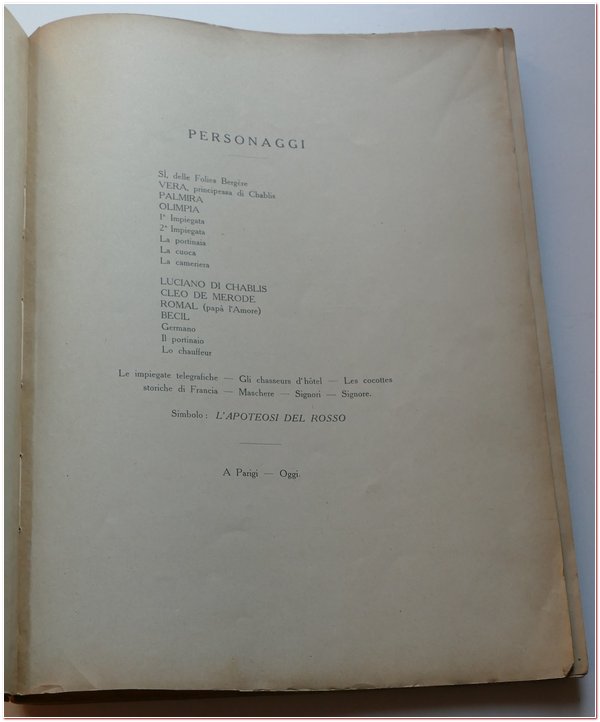 PERSONAGGI
SÌ, delle Folies Bergère
VERA, principessa di Chablis
PALMIRA
OLIMPIA
1ª Impiegata
2ª Impiegata
La portinaia
La cuoca
La cameriera
LUCIANO DI CHABLIS
CLEO DE MERODE
ROMAL (papà l'Amore)
BECIL
Germano
Il portinaio
Lo chauffeur
Le impiegate telegrafiche — Gli chasseurs d'hôtel — Les cocottes
storiche di Francia — Maschere — Signori — Signore.
Simbolo: L'APOTEOSI DEL ROSSO
A Parigi — Oggi.